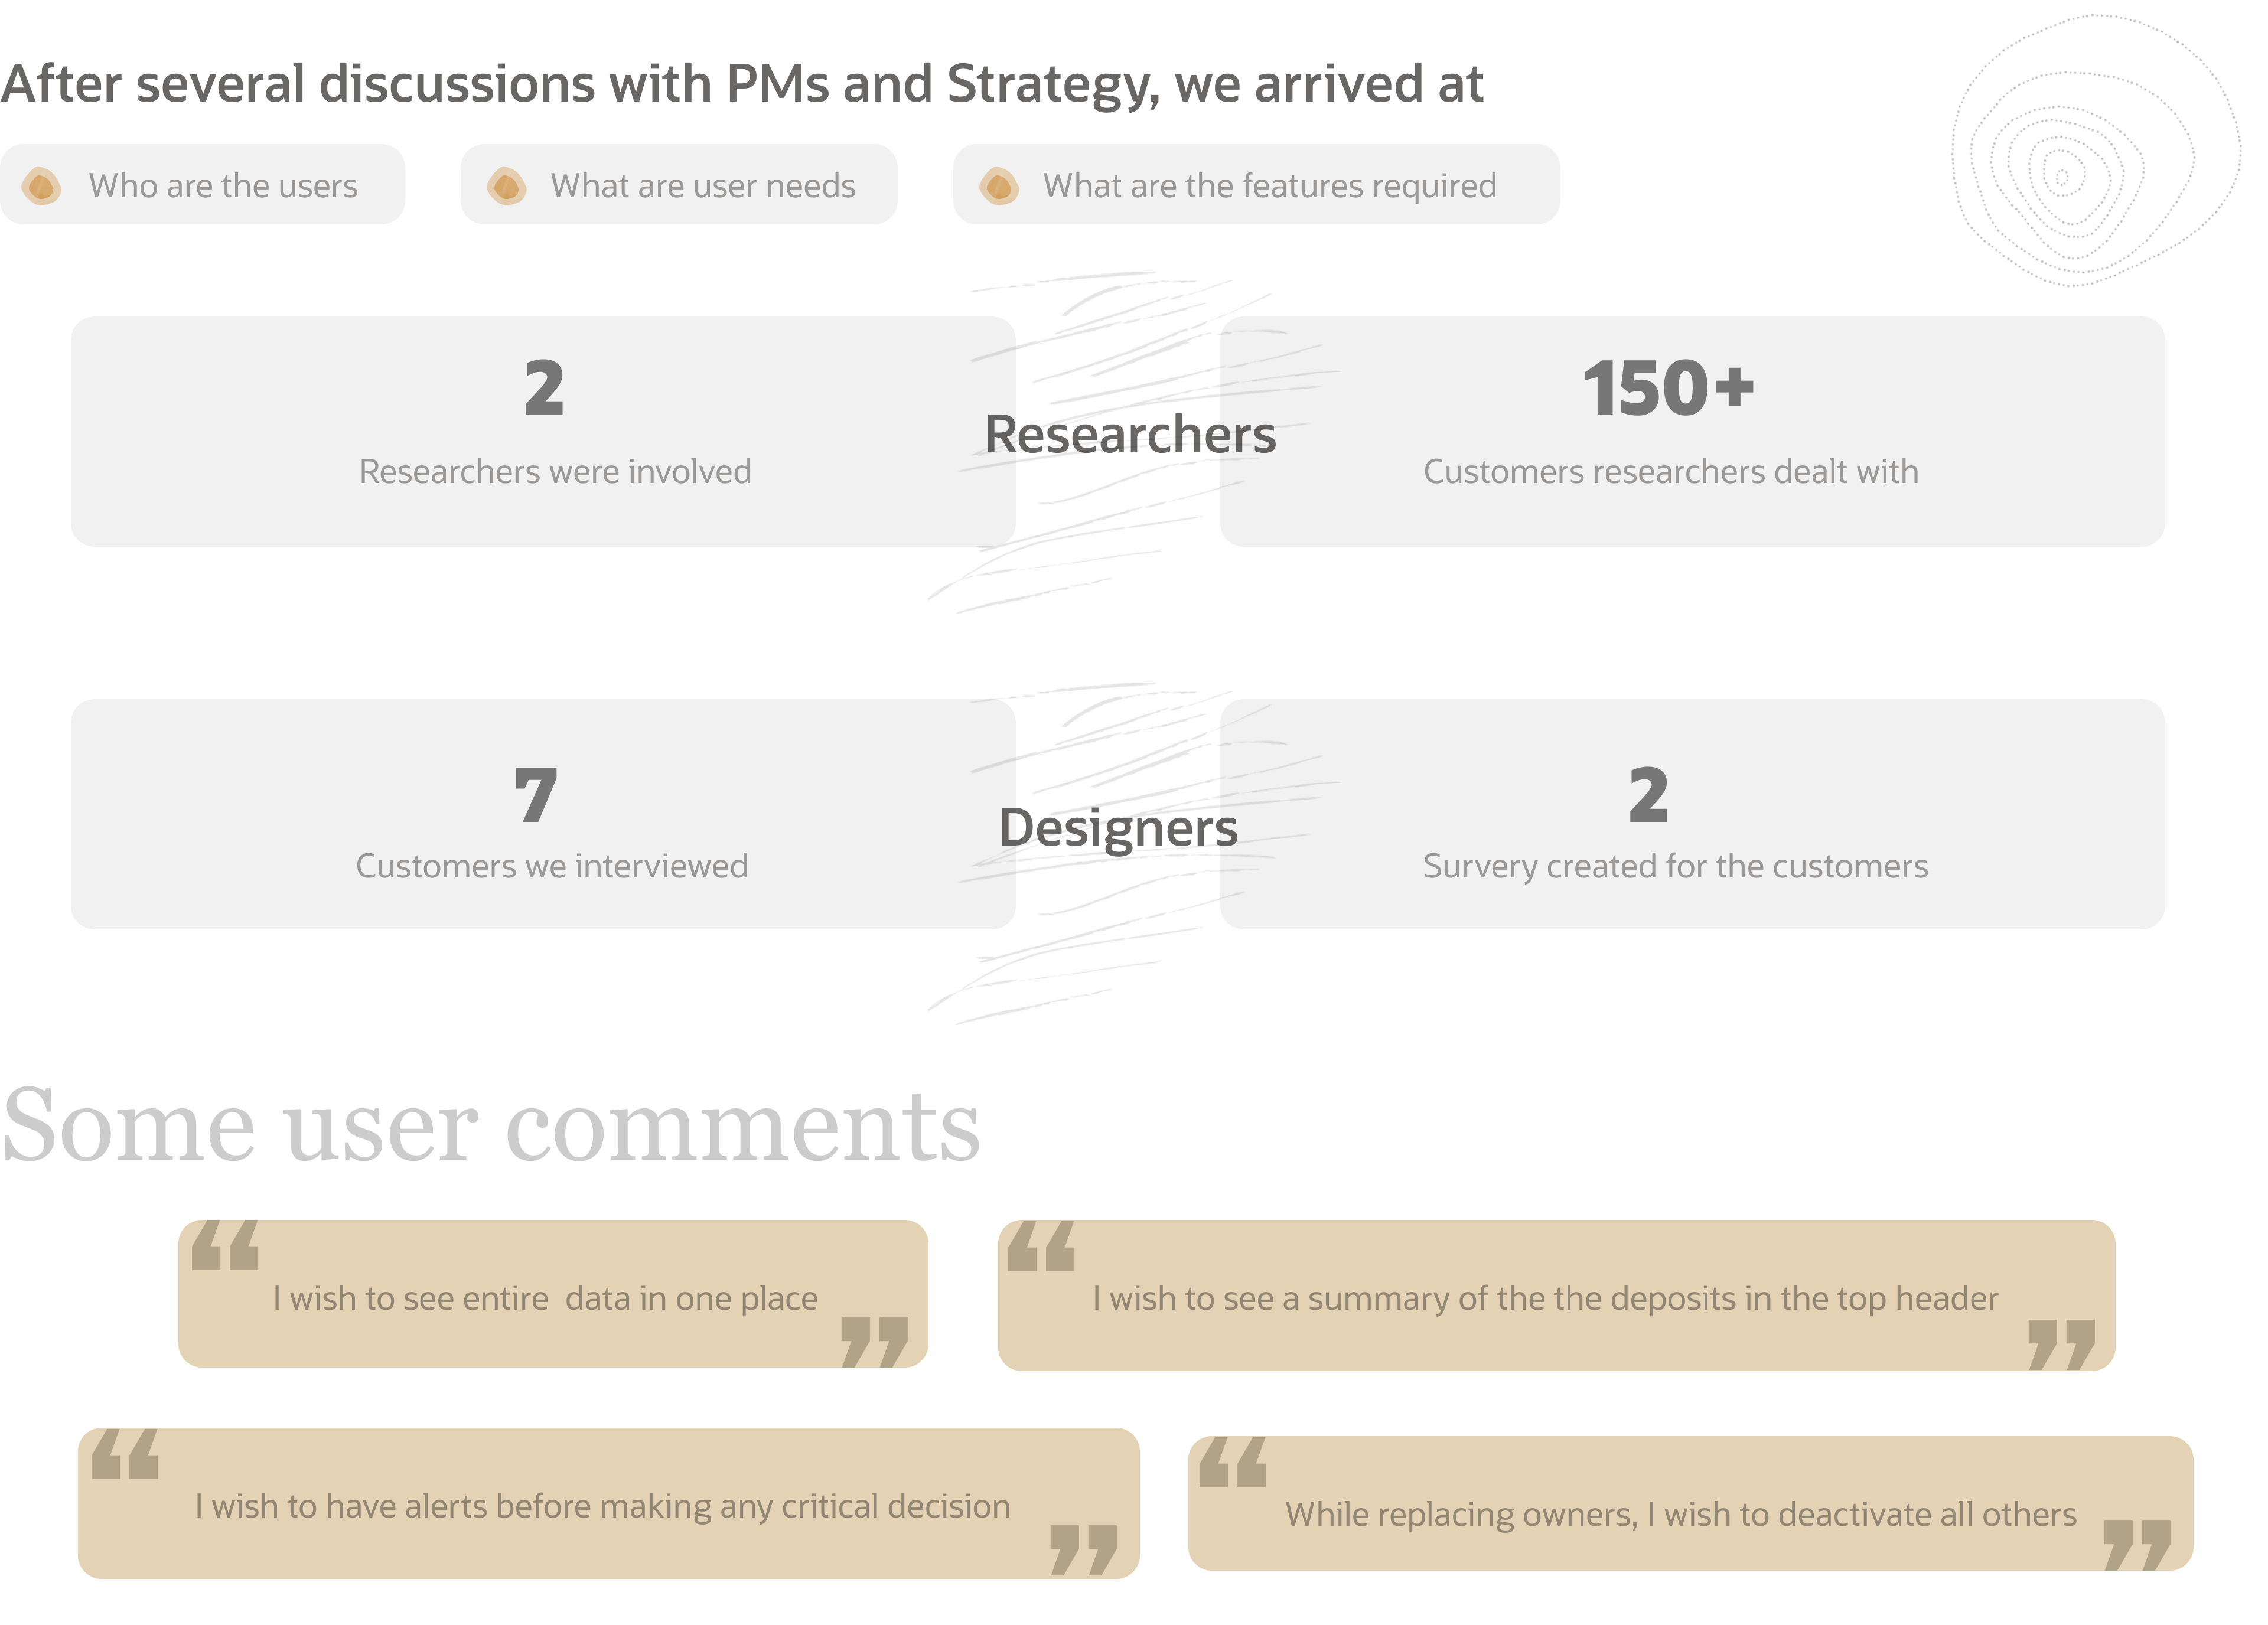 After several discussions with PMs and Strategy, we arrived at
Who are the users
What are user needs
What are the features required
2
Researchers were involved
Researchers
150+
Customers researchers dealt with
7
Customers we interviewed
Designers
2
Survery created for the customers
Some user comments
“
I wish to see entire  data in one place
”
“
I wish to see a summary of the the deposits in the top header
”
“
I wish to have alerts before making any critical decision
”
“
While replacing owners, I wish to deactivate all others
”